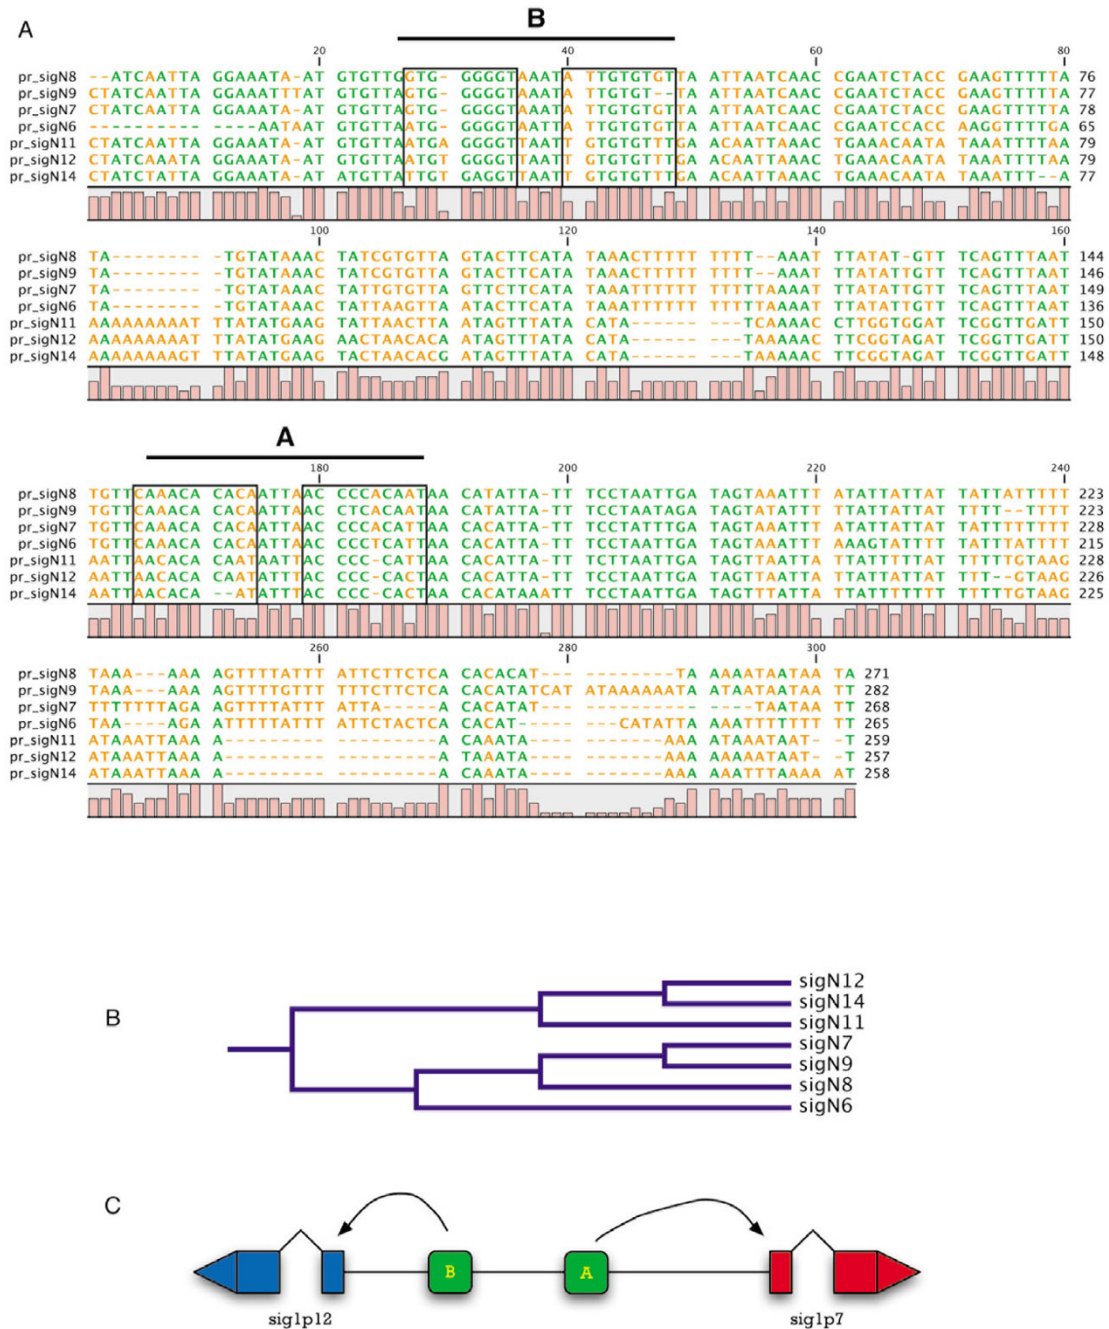 A
B
20 40 60 80
pr_sigN8 --ATCAATTA GGAAATA-AT GTGTTGGTG- GGGGTAAATA TTGTGTGTTA ATTAATCAAC CGAATCTACC GAAGTTTTTA 76
pr_sigN9 CTATCAATTA GGAAATTTAT GTGTTAGTG- GGGGTAAATA TTGTGT--TA ATTAATCAAC CGAATCTACC GAAGTTTTTA 77
pr_sigN7 CTATCAATTA GGAAATA-AT GTGTTAGTG- GGGGTAAATA TTGTGTGTTA ATTAATCAAC CGAATCTACC GAAGTTTTTA 78
pr_sigN6 ---------- ----AATAAT GTGTTAATG- GGGGTAATTA TTGTGTGTTA ATTAATCAAC CGAATCCACC AAGGTTTTGA 65
pr_sigN11 CTATCAATTA GGAAATA-AT GTGTTAATGA GGGGTTAATT GTGTGTTTGA ACAATTAAAC TGAAACAATA TAAATTTTAA 79
pr_sigN12 CTATCAAATA GGAAATA-AT GTGTTAATGT GGGGTTAATT GTGTGTTTGA ACAATTAAAC TGAAACAATA TAAATTTTAA 79
pr_sigN14 CTATCTATTA GGAAATA-AT ATGTTATTGT GAGGTTAATT GTGTGTTTGA ACAATTAAAC TGAAACAATA TAAATTT--A 77
100 120 140 160
pr_sigN8 TA-------- -TGTATAAAC TATCGTGTTA GTACTTCATA TAAACTTTTT TTTT--AAAT TTATAT-GTT TCAGTTTAAT 144
pr_sigN9 TA-------- -TGTATAAAC TATCGTGTTA GTACTTCATA TAAACTTTTT TTTT--AAAT TTATATTGTT TCAGTTTAAT 146
pr_sigN7 TA-------- -TGTATAAAC TATTGTGTTA GTTCTTCATA TAAATTTTTT TTTTTAAAAT TTATATTGTT TCAGTTTAAT 149
pr_sigN6 TA-------- -TGTATAAAC TATTAAGTTA ATACTTCATA TAAATTTTTT TTTTTAAAAT TTATATTGTT TCAGTTTAAT 136
pr_sigN11 AAAAAAAAAT TTATATGAAG TATTAACTTA ATAGTTTATA CATA------ ---TCAAAAC CTTGGTGGAT TCGGTTGATT 150
pr_sigN12 AAAAAAAAAT TTATATGAAG TACTAACACA ATAGTTTATA CATA------ ---TAAAAAC TTCGGTAGAT TCGGTTGATT 150
pr_sigN14 AAAAAAAAGT TTATATGAAG TACTAACACG ATAGTTTATA CATA------ ---TAAAAAC TTCGGTAGAT TCGGTTGATT 148
A
180 200 220 240
pr_sigN8 TGTTCAAACA CACAATTAAC CCCACAATAA CATATTA-TT TCCTAATTGA TAGTAAATTT ATATTATTAT TATTATTTTT 223
pr_sigN9 TGTTCAAACA CACAATTAAC CTCACAATAA CATATTA-TT TCCTAATAGA TAGTATATTT TTATTATTAT TTTT--TTTT 223
pr_sigN7 TGTTCAAACA CACAATTAAC CCCACATTAA CACATTA-TT TCCTATTTGA TAGTAAATTT ATATTATTAT TATTTTTTTT 228
pr_sigN6 TGTTCAAACA CACAATTAAC CCCTCATTAA CACATTA-TT TCCTAATTGA TAGTAAATTT AAAGTATTTT TATTTATTTT 215
pr_sigN11 AATTAACACA CAATAATTAC CCC-CACTAA CACATTA-TT TCTTAATTGA TAGTTAATTT ATATTTTTAT TTTTTGTAAG 228
pr_sigN12 AATTAACACA CAATATTTAC CCC-CACTAA CACATTA-TT TCCTAATTGA TAGTTAATTT ATATTATTAT TTT--GTAAG 226
pr_sigN14 AATTAACACA --ATATTTAC CCC-CACTAA CACATAAATT TCCTAATTGA TAGTTTATTA TTATTTTTTT TTTTTGTAAG 225
260 280 300
pr_sigN8 TAAA---AAA AGTTTTATTT ATTCTTCTCA CACACAT--- --------TA AAAATAATAA TA 271
pr_sigN9 TAAA---AAA AGTTTTGTTT TTTCTTCTCA CACATATCAT ATAAAAAATA ATAATAATAA TT 282
pr_sigN7 TTTTTTTAGA AGTTTTATTT ATTA-----A CACATAT--- ---------- ----TAATAA TT 268
pr_sigN6 TAA----AGA ATTTTTATTT ATTCTACTCA CACAT----- ---CATATTA AAATTTTTTT TT 265
pr_sigN11 ATAAATTAAA A--------- ---------A CAAATA---- -------AAA ATAAATAAT- -T 259
pr_sigN12 ATAAATTAAA A--------- ---------A TAAATA---- -------AAA AAAAATAAT- -T 257
pr_sigN14 ATAAATTAAA A--------- ---------A CAAATA---- -------AAA AAATTTAAAA AT 258
B
sigN12
sigN14
sigN11
sigN7
sigN9
sigN8
sigN6
C
B A
sig1p12 sig1p7